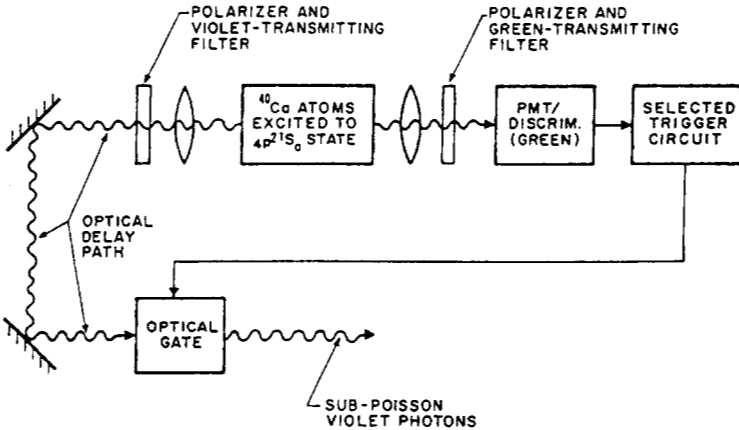 POLARIZER AND
VIOLET-TRANSMITTING
FILTER
POLARIZER AND
GREEN-TRANSMITTING
FILTER
⁴⁰Ca ATOMS
EXCITED TO
4P² ¹S₀ STATE
PMT/
DISCRIM.
(GREEN)
SELECTED
TRIGGER
CIRCUIT
OPTICAL
DELAY
PATH
OPTICAL
GATE
SUB-POISSON
VIOLET PHOTONS